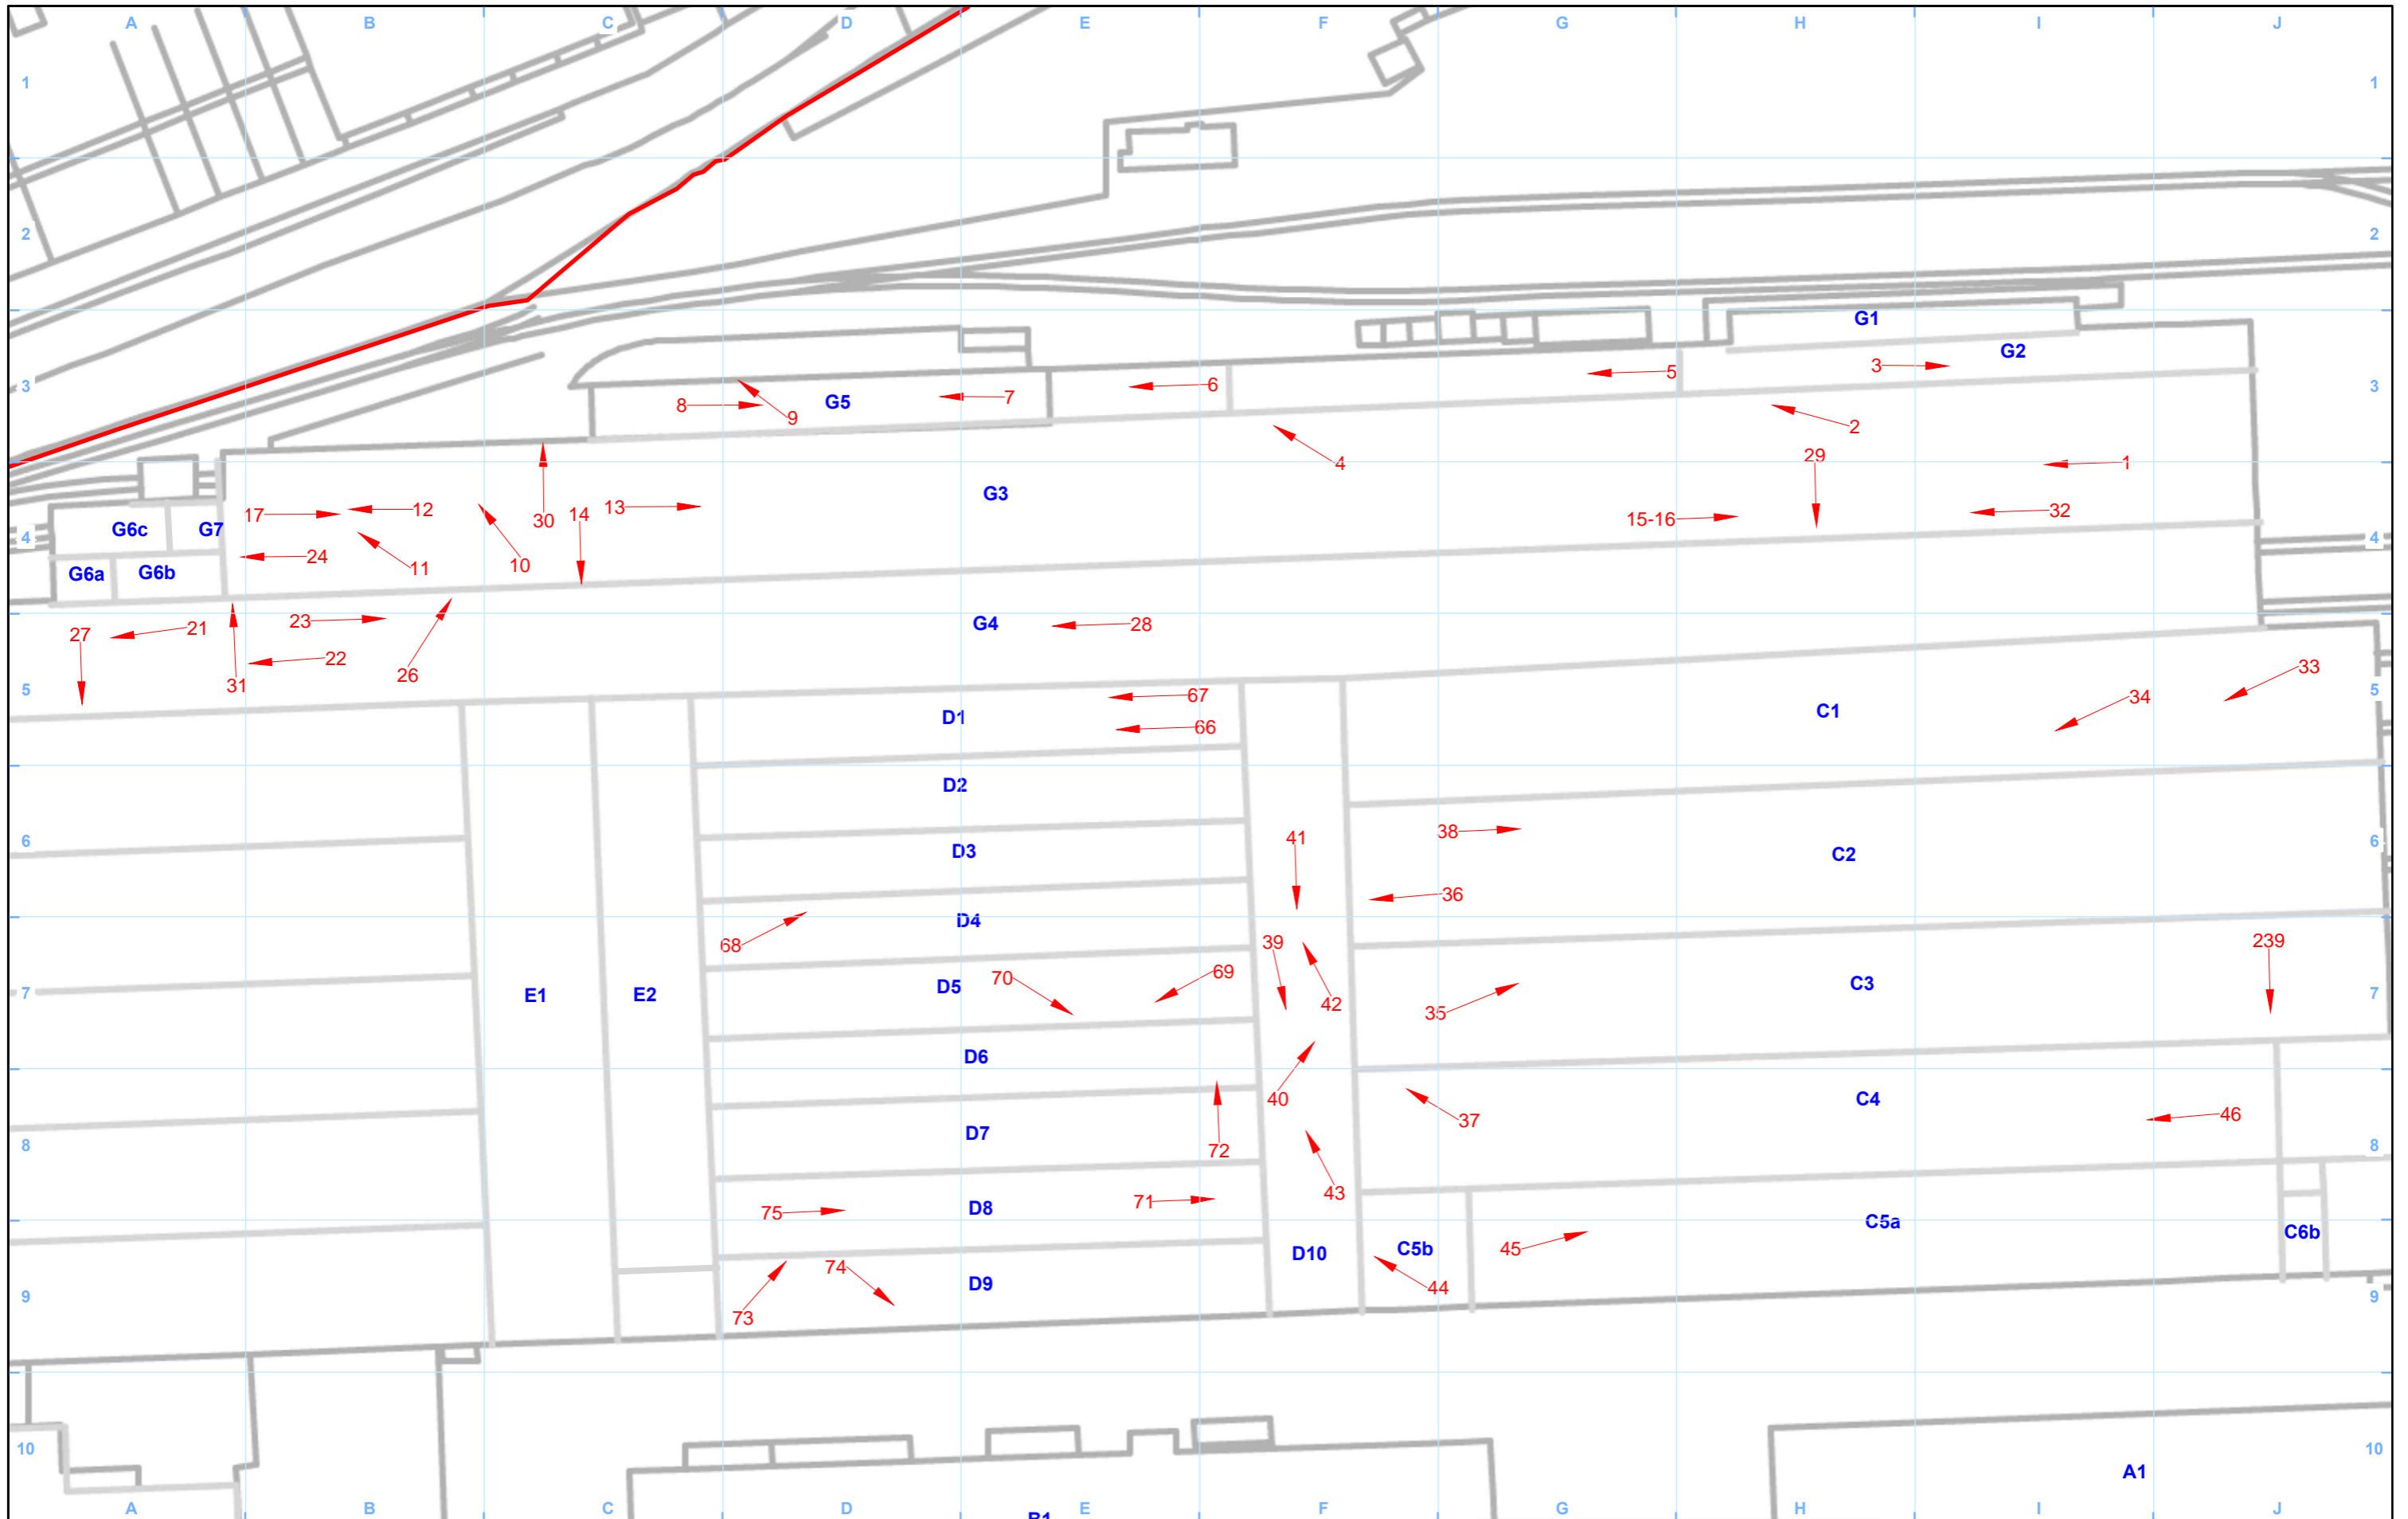 A B C D E F G H I J
1 1
2 2
G1
G2
3
3 3
5
6
7
8
G5
9
2
4
29
1
G3
13
14
12
17
30
32
15-16
G6c
G7
4 4
24
10
11
G6a
G6b
23
G4
28
21
27
22
33
26
31
5 5
67
34
C1
D1
66
D2
38
41
6 6
D3
C2
36
D4
239
39
68
69
70
C3
D5
7 7
E1
E2
42
35
D6
40
C4
46
37
D7
8 8
72
43
71
D8
75
C5a
C6b
C5b
45
D10
74
D9
44
9 9
73
10 10
A1
A B C D E F G H I J
B1